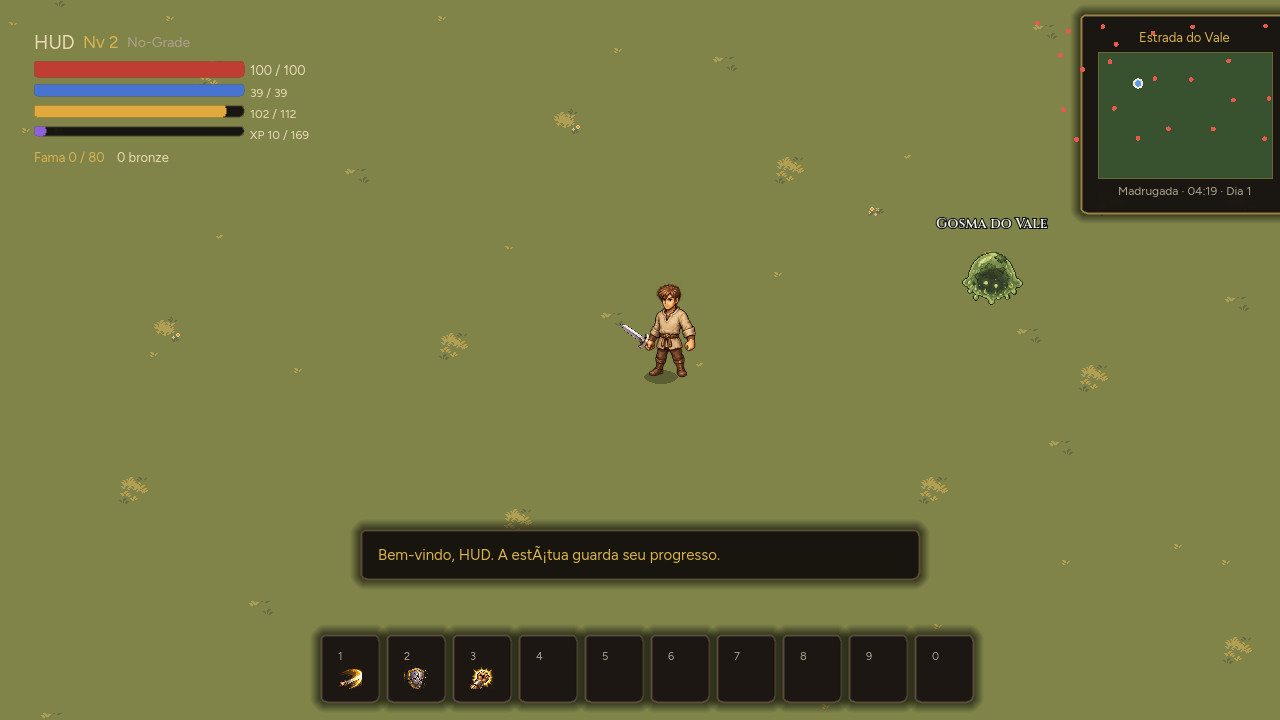 HUD Nv 2 No-Grade
100 / 100
39 / 39
102 / 112
XP 10 / 169
Fama 0 / 80 0 bronze
Estrada do Vale
Madrugada · 04:19 · Dia 1
GOSMA DO VALE
Bem-vindo, HUD. A estÃ¡tua guarda seu progresso.
1 2 3 4 5 6 7 8 9 0